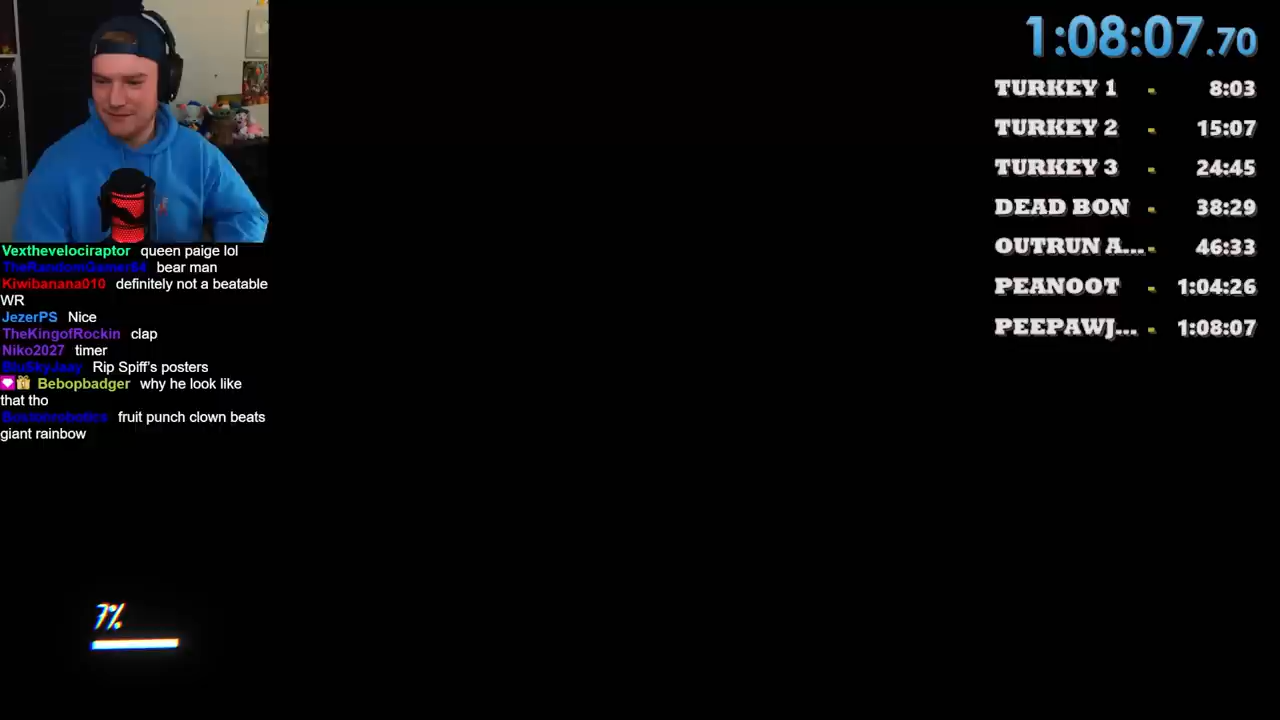 1:08:07.70
TURKEY 1 - 8:03
TURKEY 2 - 15:07
TURKEY 3 - 24:45
DEAD BON - 38:29
OUTRUN A... - 46:33
PEANOOT - 1:04:26
PEEPAWJ... - 1:08:07
Vexthevelociraptor queen paige lol
TheRandomGamer64 bear man
Kiwibanana010 definitely not a beatable
WR
JezerPS Nice
TheKingofRockin clap
Niko2027 timer
BluSkyJaay Rip Spiff's posters
Bebopbadger why he look like
that tho
fruit punch clown beats
giant rainbow
7%